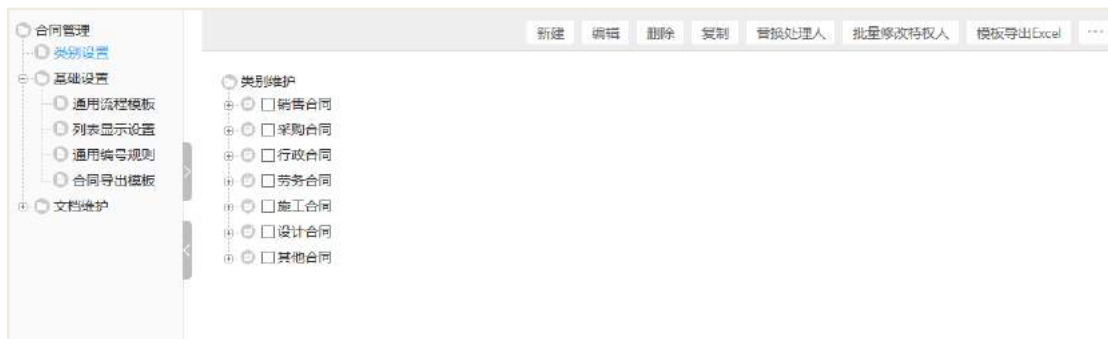 合同管理
类别设置
基础设置
通用流程模板
列表显示设置
通用编号规则
合同导出模板
文档维护
新建 编辑 删除 复制 替换处理人 批量修改特权人 模板导出Excel ...
类别维护
销售合同
采购合同
行政合同
劳务合同
施工合同
设计合同
其他合同